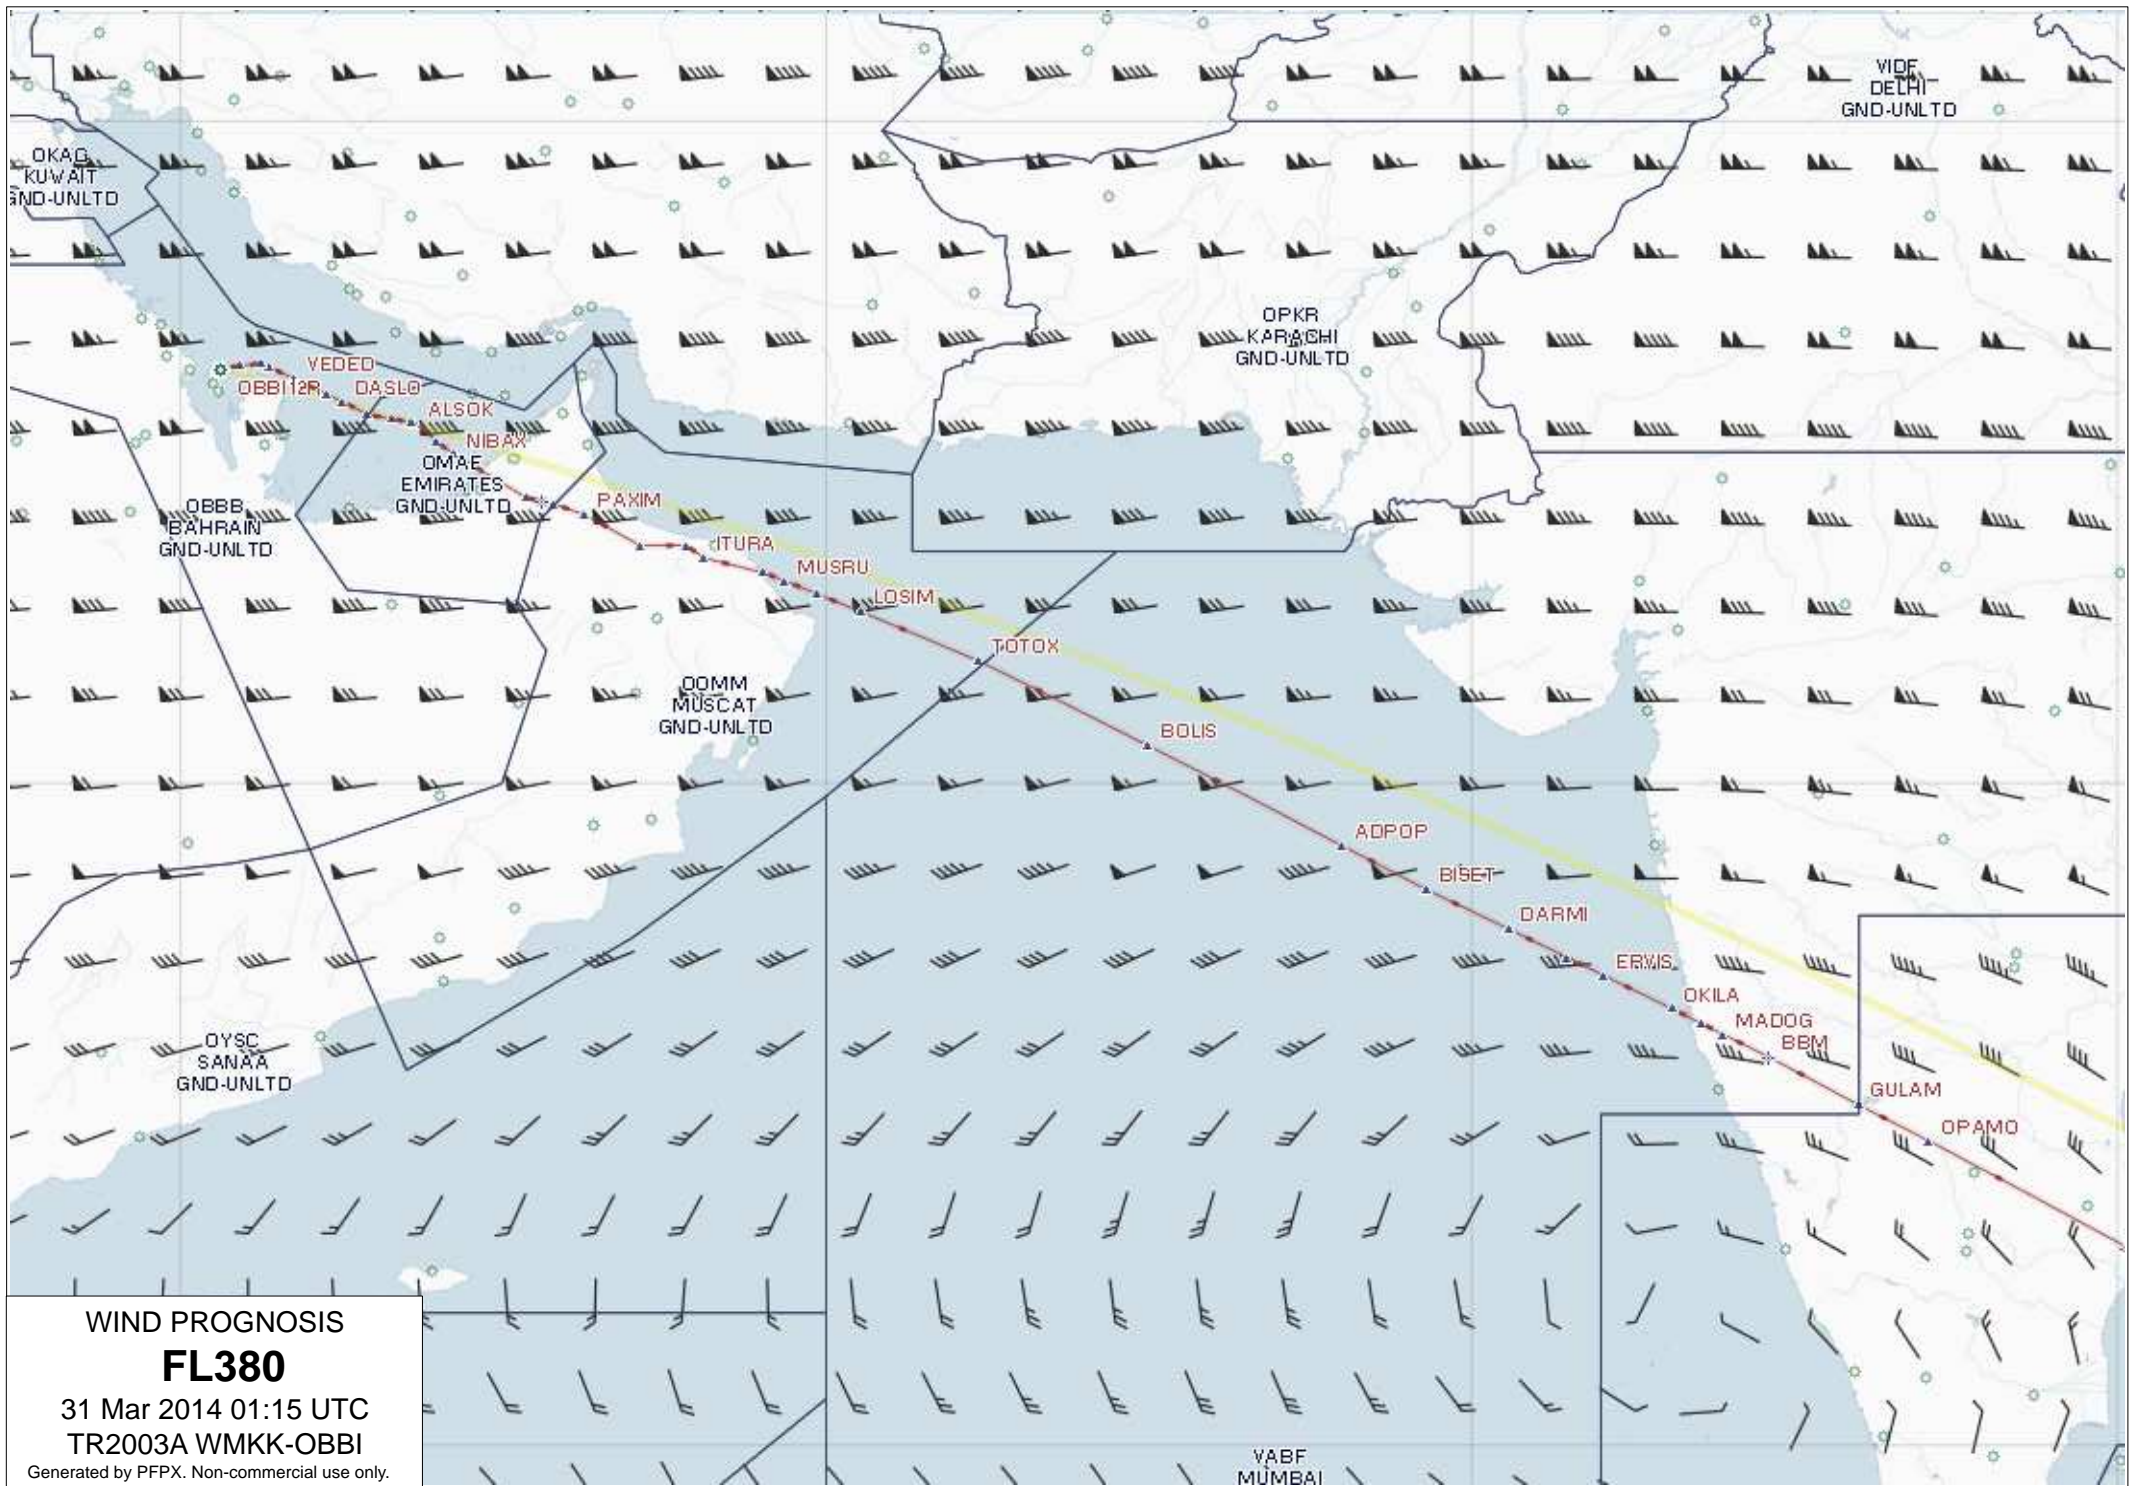 VIDF
DELHI
GND-UNLTD
OKAC
KUWAIT
GND-UNLTD
OPKR
KARACHI
GND-UNLTD
VEDED
OBBI12R
DASLO
ALSOK
NIBAX
OMAE
EMIRATES
GND-UNLTD
PAXIM
OBBB
BAHRAIN
GND-UNLTD
ITURA
MUSRU
LOSIM
TOTOX
OOMM
MUSCAT
GND-UNLTD
BOLIS
ADPOP
BISET
DARMI
ERVIS
OKILA
MADOG
BBM
OYSC
SANAA
GND-UNLTD
GULAM
OPAMO
WIND PROGNOSIS
FL380
31 Mar 2014 01:15 UTC
TR2003A WMKK-OBBI
Generated by PFPX. Non-commercial use only.
VABF
MUMBAI